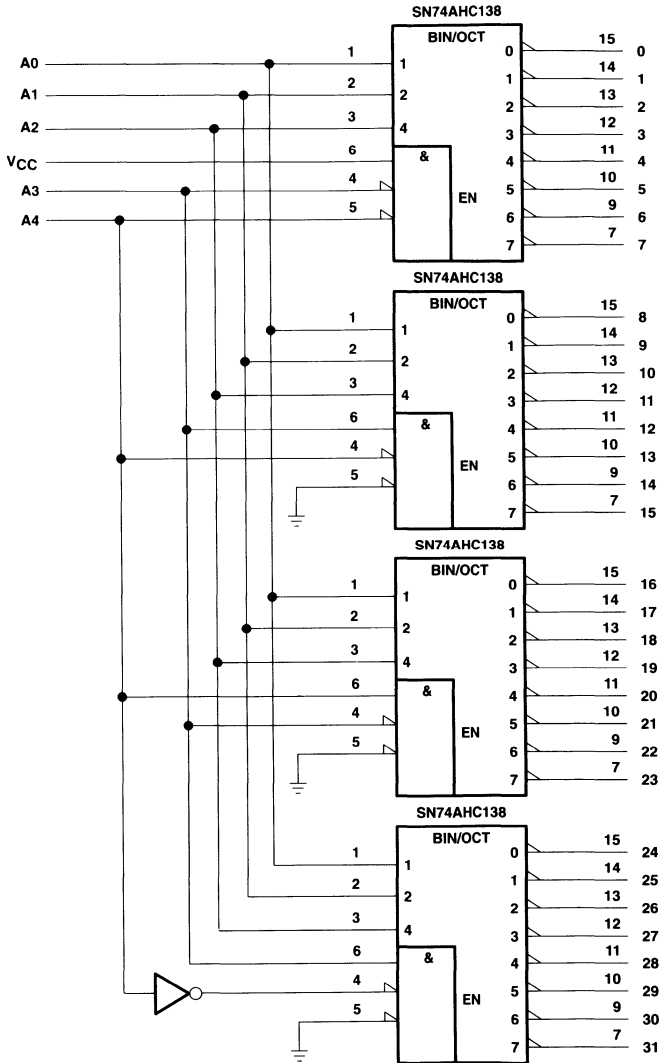 SN74AHC138
BIN/OCT
A0 1 1 0 15 0
A1 2 2 1 14 1
2 13 2
A2 3 4 3 12 3
VCC 6 & 4 11 4
A3 4 EN 5 10 5
A4 5 6 9 6
7 7 7
SN74AHC138
BIN/OCT
1 1 0 15 8
2 2 1 14 9
2 13 10
3 4 3 12 11
6 & 4 11 12
4 EN 5 10 13
5 6 9 14
7 7 15
SN74AHC138
BIN/OCT
1 1 0 15 16
2 2 1 14 17
2 13 18
3 4 3 12 19
6 & 4 11 20
4 EN 5 10 21
5 6 9 22
7 7 23
SN74AHC138
BIN/OCT
1 1 0 15 24
2 2 1 14 25
2 13 26
3 4 3 12 27
6 & 4 11 28
4 EN 5 10 29
5 6 9 30
7 7 31